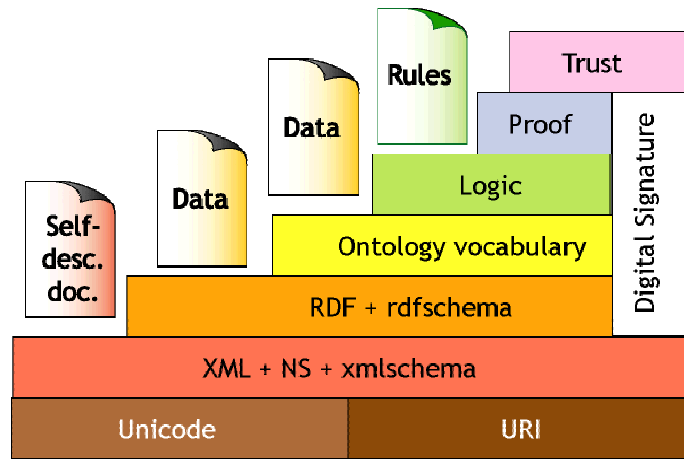 Trust
Rules
Proof
Data
Logic
Data
Self-
desc.
doc.
Ontology vocabulary
Digital Signature
RDF + rdfschema
XML + NS + xmlschema
Unicode
URI